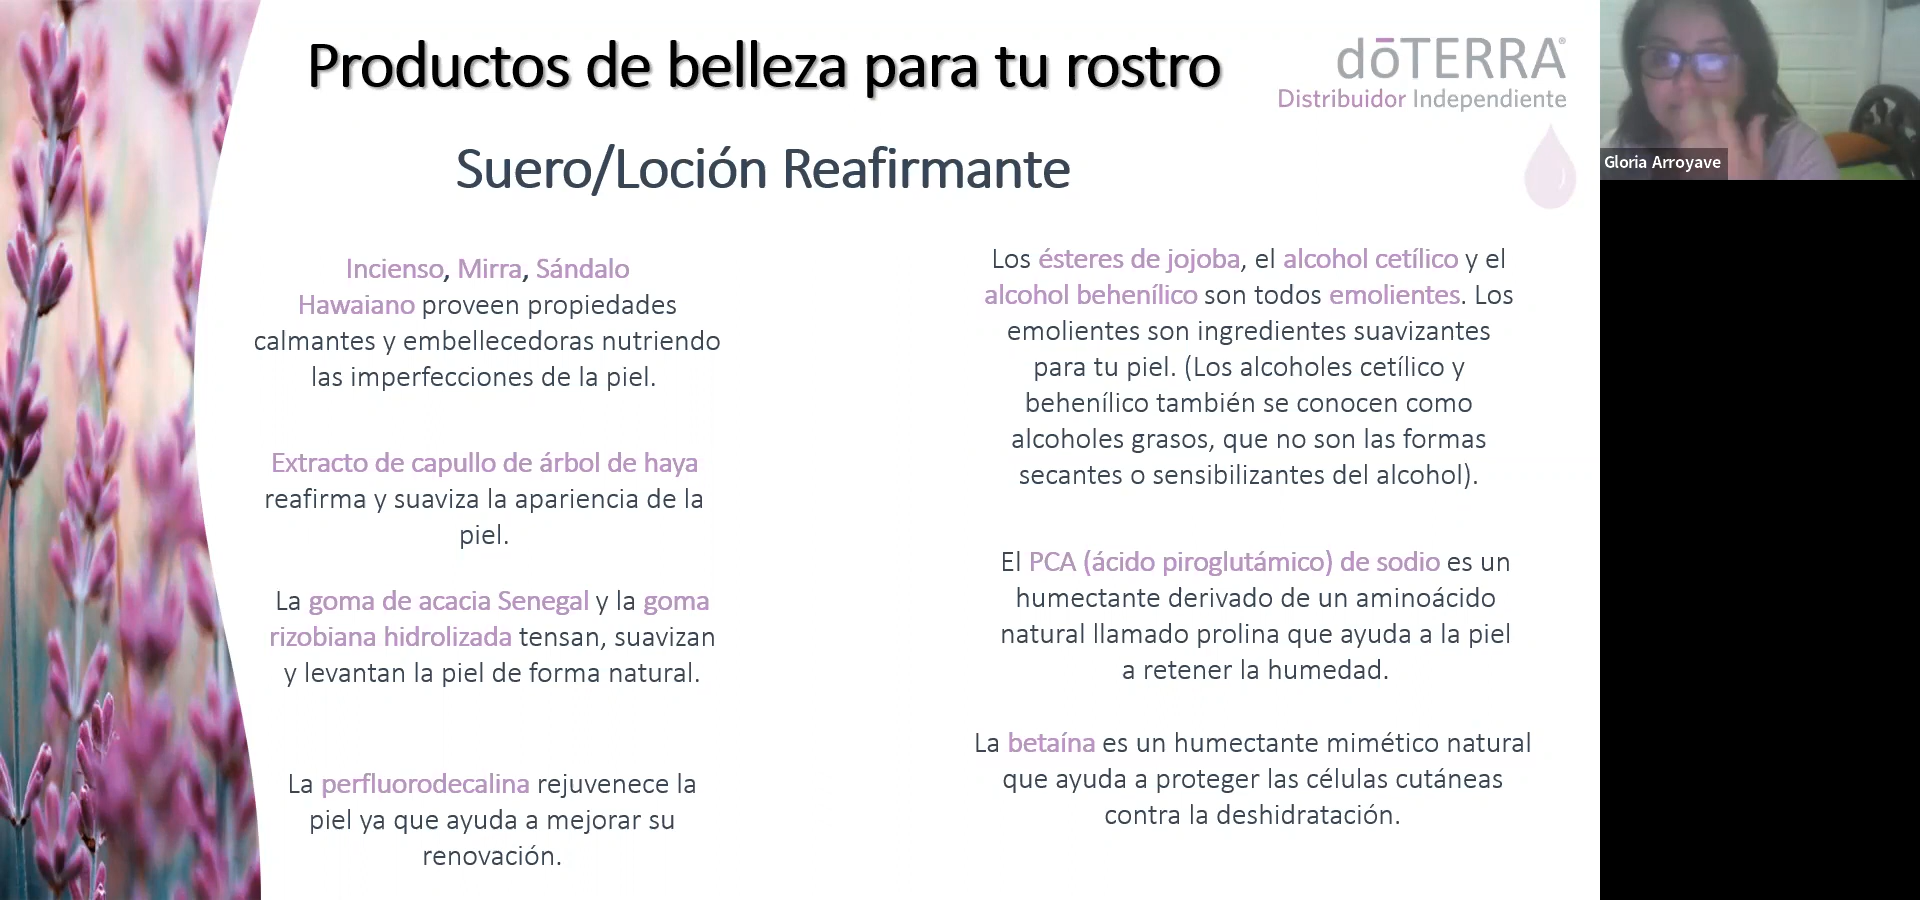 Productos de belleza para tu rostro
dōTERRA®
Distribuidor Independiente
Gloria Arroyave
Suero/Loción Reafirmante
Incienso, Mirra, Sándalo
Hawaiano proveen propiedades
calmantes y embellecedoras nutriendo
las imperfecciones de la piel.
Extracto de capullo de árbol de haya
reafirma y suaviza la apariencia de la
piel.
La goma de acacia Senegal y la goma
rizobiana hidrolizada tensan, suavizan
y levantan la piel de forma natural.
La perfluorodecalina rejuvenece la
piel ya que ayuda a mejorar su
renovación.
Los ésteres de jojoba, el alcohol cetílico y el
alcohol behenílico son todos emolientes. Los
emolientes son ingredientes suavizantes
para tu piel. (Los alcoholes cetílico y
behenílico también se conocen como
alcoholes grasos, que no son las formas
secantes o sensibilizantes del alcohol).
El PCA (ácido piroglutámico) de sodio es un
humectante derivado de un aminoácido
natural llamado prolina que ayuda a la piel
a retener la humedad.
La betaína es un humectante mimético natural
que ayuda a proteger las células cutáneas
contra la deshidratación.